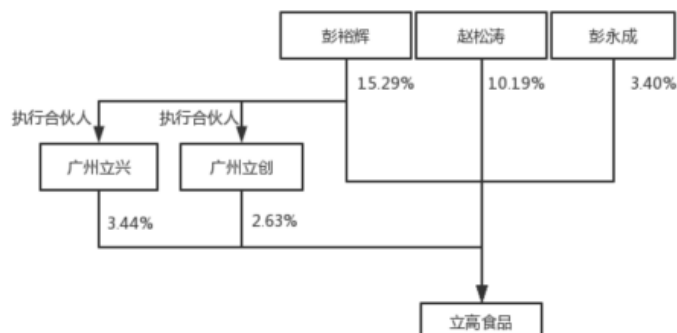 彭裕辉
赵松涛
彭永成
15.29%
10.19%
3.40%
执行合伙人
执行合伙人
广州立兴
广州立创
3.44%
2.63%
立高食品